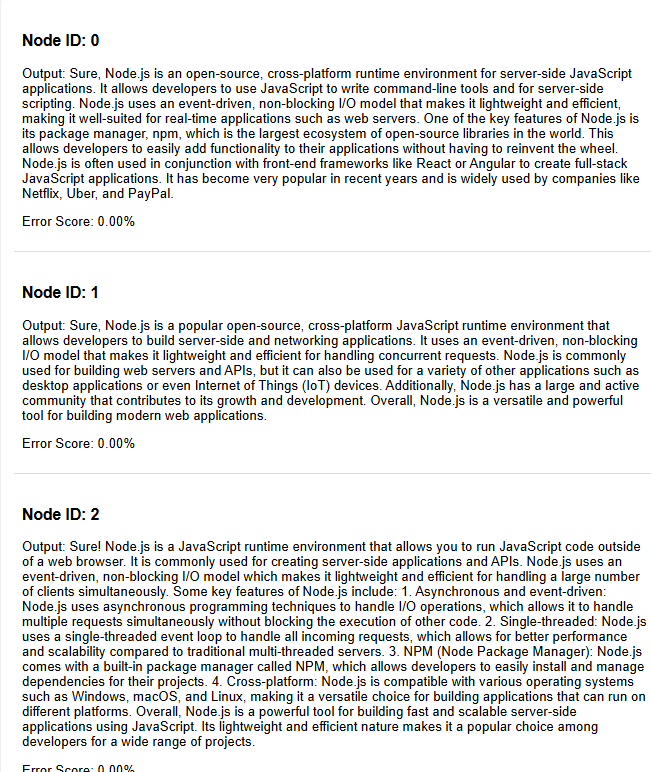 Node ID: 0
Output: Sure, Node.js is an open-source, cross-platform runtime environment for server-side JavaScript
applications. It allows developers to use JavaScript to write command-line tools and for server-side
scripting. Node.js uses an event-driven, non-blocking I/O model that makes it lightweight and efficient,
making it well-suited for real-time applications such as web servers. One of the key features of Node.js is
its package manager, npm, which is the largest ecosystem of open-source libraries in the world. This
allows developers to easily add functionality to their applications without having to reinvent the wheel.
Node.js is often used in conjunction with front-end frameworks like React or Angular to create full-stack
JavaScript applications. It has become very popular in recent years and is widely used by companies like
Netflix, Uber, and PayPal.
Error Score: 0.00%
Node ID: 1
Output: Sure, Node.js is a popular open-source, cross-platform JavaScript runtime environment that
allows developers to build server-side and networking applications. It uses an event-driven, non-blocking
I/O model that makes it lightweight and efficient for handling concurrent requests. Node.js is commonly
used for building web servers and APIs, but it can also be used for a variety of other applications such as
desktop applications or even Internet of Things (IoT) devices. Additionally, Node.js has a large and active
community that contributes to its growth and development. Overall, Node.js is a versatile and powerful
tool for building modern web applications.
Error Score: 0.00%
Node ID: 2
Output: Sure! Node.js is a JavaScript runtime environment that allows you to run JavaScript code outside
of a web browser. It is commonly used for creating server-side applications and APIs. Node.js uses an
event-driven, non-blocking I/O model which makes it lightweight and efficient for handling a large number
of clients simultaneously. Some key features of Node.js include: 1. Asynchronous and event-driven:
Node.js uses asynchronous programming techniques to handle I/O operations, which allows it to handle
multiple requests simultaneously without blocking the execution of other code. 2. Single-threaded: Node.js
uses a single-threaded event loop to handle all incoming requests, which allows for better performance
and scalability compared to traditional multi-threaded servers. 3. NPM (Node Package Manager): Node.js
comes with a built-in package manager called NPM, which allows developers to easily install and manage
dependencies for their projects. 4. Cross-platform: Node.js is compatible with various operating systems
such as Windows, macOS, and Linux, making it a versatile choice for building applications that can run on
different platforms. Overall, Node.js is a powerful tool for building fast and scalable server-side
applications using JavaScript. Its lightweight and efficient nature makes it a popular choice among
developers for a wide range of projects.
Error Score: 0.00%